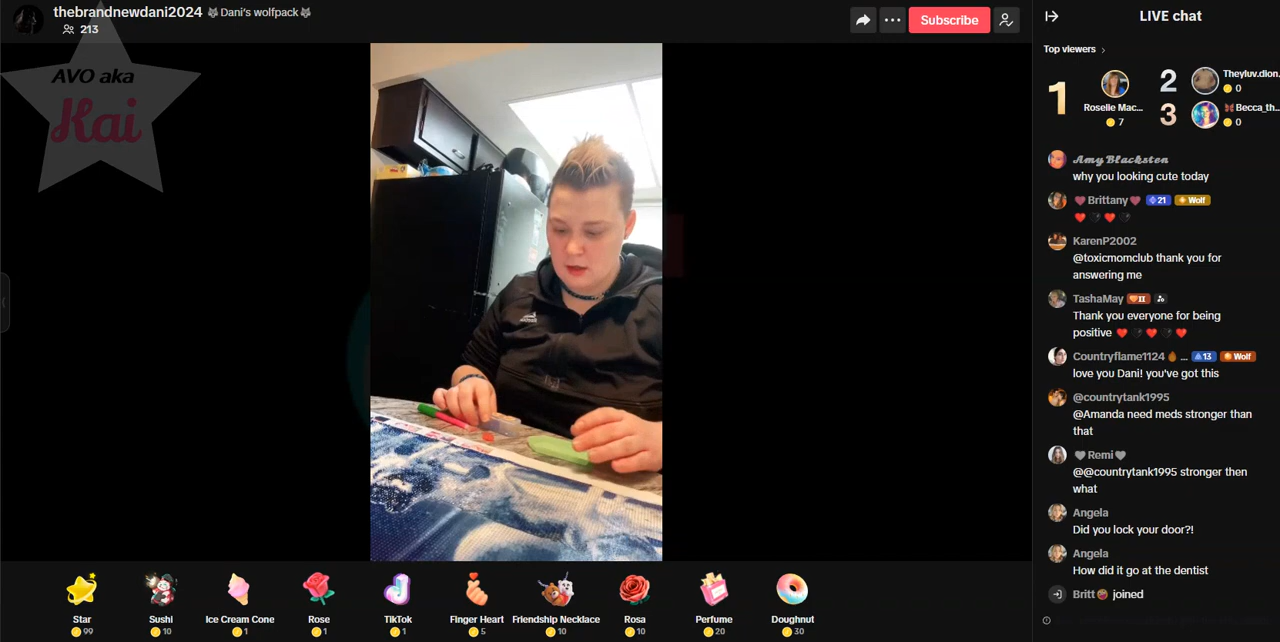 thebrandnewdani2024 🐺Dani's wolfpack🐺
213
Subscribe
AVO aka
Kai
LIVE chat
Top viewers
1
Roselle Mac...
7
2
Theyluv.dion.
0
3
Becca_th...
0
Amy Blacksten
why you looking cute today
Brittany 21 Wolf
KarenP2002
@toxicmomclub thank you for
answering me
TashaMay II
Thank you everyone for being
positive
Countryflame1124 ... 13 Wolf
love you Dani! you've got this
@countrytank1995
@Amanda need meds stronger than
that
Remi
@@countrytank1995 stronger then
what
Angela
Did you lock your door?!
Angela
How did it go at the dentist
Britt joined
Star
99
Sushi
10
Ice Cream Cone
1
Rose
1
TikTok
1
Finger Heart
5
Friendship Necklace
10
Rosa
10
Perfume
20
Doughnut
30